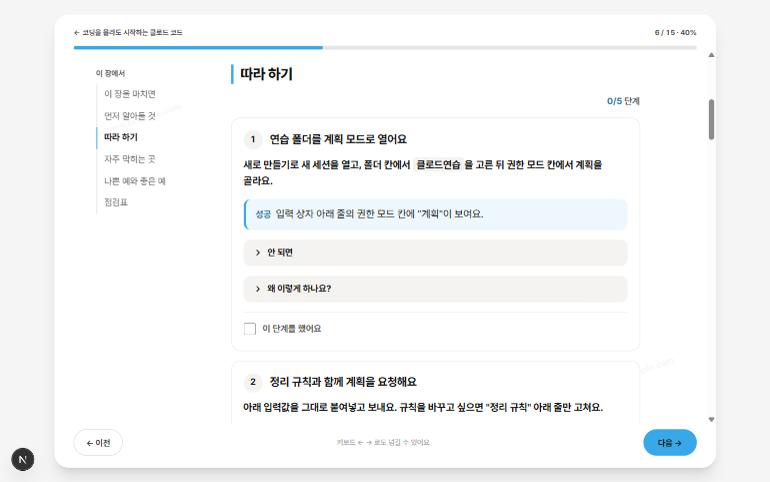 ← 코딩을 몰라도 시작하는 클로드 코드
6 / 15 · 40%
이 장에서
이 장을 마치면
먼저 알아둘 것
따라 하기
자주 막히는 곳
나쁜 예와 좋은 예
점검표
따라 하기
0/5 단계
1 연습 폴더를 계획 모드로 열어요
새로 만들기로 새 세션을 열고, 폴더 칸에서 클로드연습 을 고른 뒤 권한 모드 칸에서 계획을
골라요.
성공 입력 상자 아래 줄의 권한 모드 칸에 "계획"이 보여요.
› 안 되면
› 왜 이렇게 하나요?
이 단계를 했어요
2 정리 규칙과 함께 계획을 요청해요
아래 입력값을 그대로 붙여넣고 보내요. 규칙을 바꾸고 싶으면 "정리 규칙" 아래 줄만 고쳐요.
← 이전
키보드 ← → 로도 넘길 수 있어요
다음 →
N